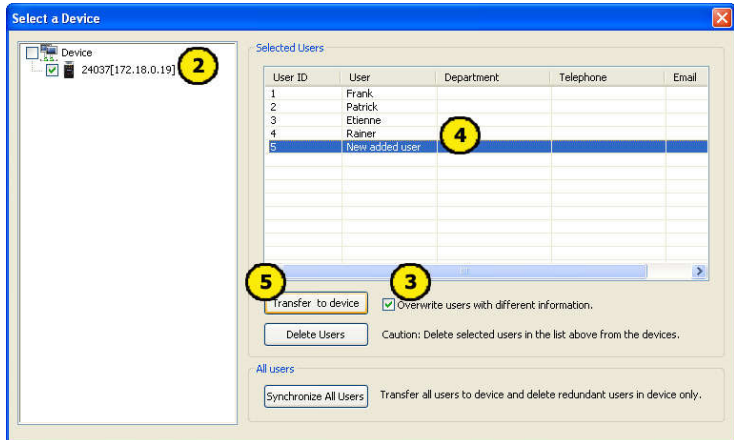 Select a Device
Device
24037[172.18.0.19]
2
Selected Users
User ID User Department Telephone Email
1 Frank
2 Patrick
3 Etienne
4 Rainer
4
5 New added user
5
3
Transfer to device
Overwrite users with different information.
Delete Users
Caution: Delete selected users in the list above from the devices.
All users
Synchronize All Users
Transfer all users to device and delete redundant users in device only.